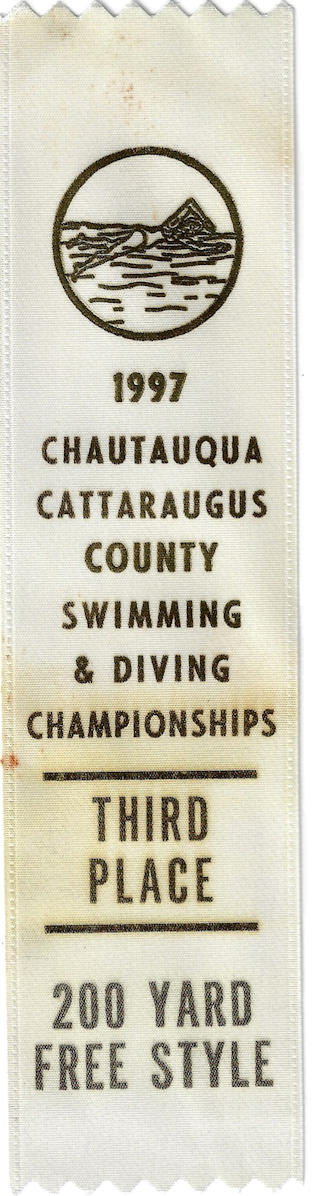 1997
CHAUTAUQUA
CATTARAUGUS
COUNTY
SWIMMING
& DIVING
CHAMPIONSHIPS
THIRD
PLACE
200 YARD
FREE STYLE